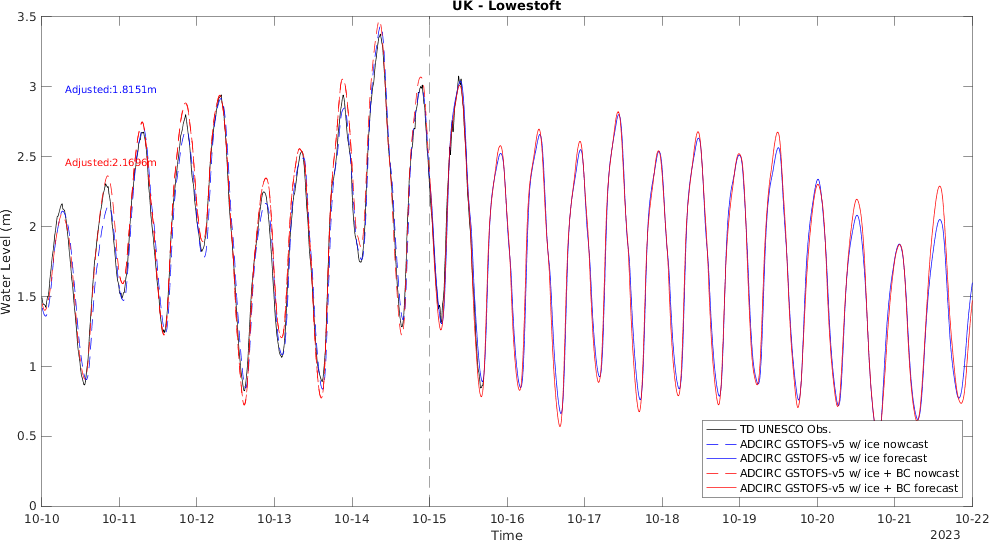 UK - Lowestoft
3.5
3
2.5
2
1.5
1
0.5
0
Water Level (m)
Adjusted:1.8151m
Adjusted:2.1696m
TD UNESCO Obs.
ADCIRC GSTOFS-v5 w/ ice nowcast
ADCIRC GSTOFS-v5 w/ ice forecast
ADCIRC GSTOFS-v5 w/ ice + BC nowcast
ADCIRC GSTOFS-v5 w/ ice + BC forecast
10-10 10-11 10-12 10-13 10-14 10-15 10-16 10-17 10-18 10-19 10-20 10-21 10-22
Time
2023